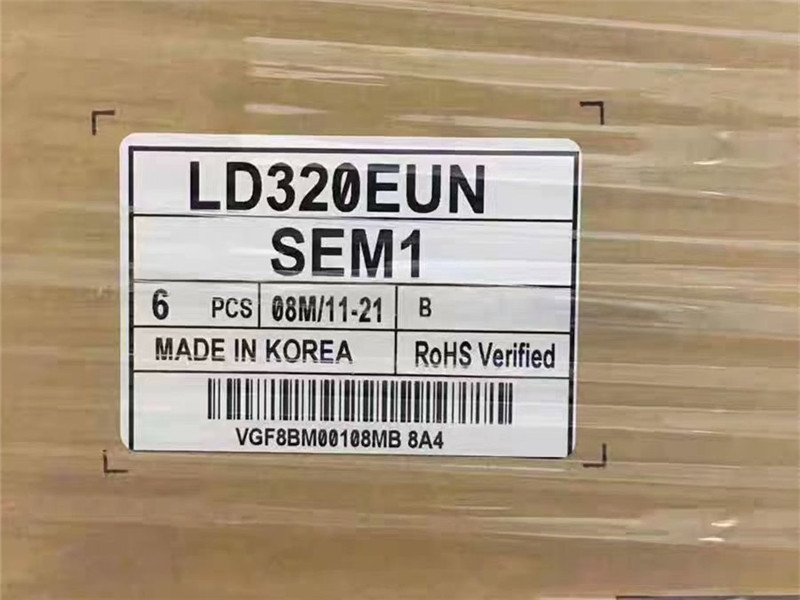 LD320EUN
SEM1
6 PCS 08M/11-21 B
MADE IN KOREA RoHS Verified
VGF8BM00108MB 8A4